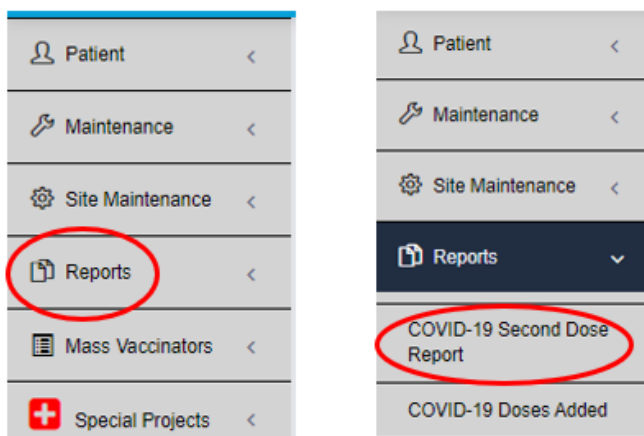 Patient
Maintenance
Site Maintenance
Reports
Mass Vaccinators
Special Projects
Patient
Maintenance
Site Maintenance
Reports
COVID-19 Second Dose
Report
COVID-19 Doses Added